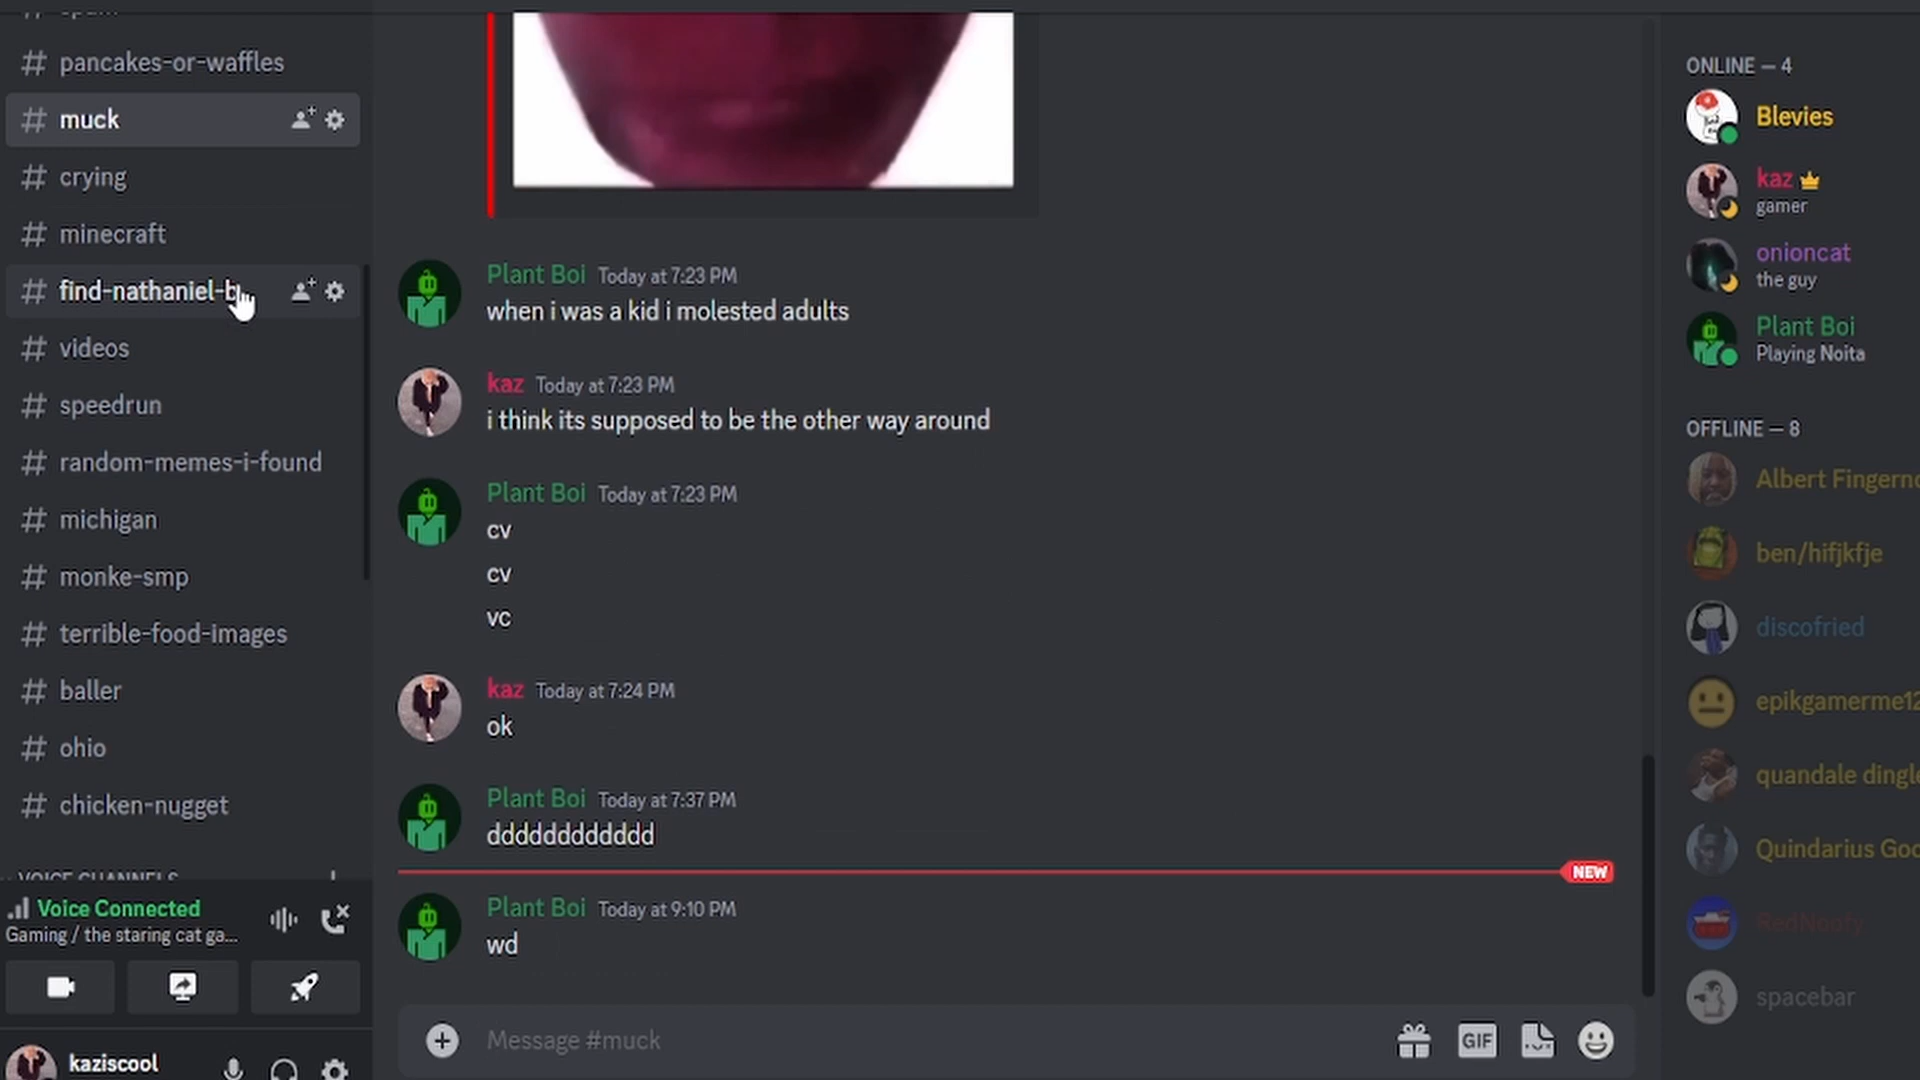 pancakes-or-waffles
muck
crying
minecraft
find-nathaniel-b
videos
speedrun
random-memes-i-found
michigan
monke-smp
terrible-food-images
baller
ohio
chicken-nugget
VOICE CHANNELS
Voice Connected
Gaming / the staring cat ga...
kaziscool
Plant Boi Today at 7:23 PM
when i was a kid i molested adults
kaz Today at 7:23 PM
i think its supposed to be the other way around
Plant Boi Today at 7:23 PM
cv
cv
vc
kaz Today at 7:24 PM
ok
Plant Boi Today at 7:37 PM
dddddddddddd
NEW
Plant Boi Today at 9:10 PM
wd
Message #muck
GIF
ONLINE — 4
Blevies
kaz
gamer
onioncat
the guy
Plant Boi
Playing Noita
OFFLINE — 8
Albert Fingern
ben/hifjkfje
discofried
epikgamerme12
quandale dingle
Quindarius Goo
RedNoofy
spacebar